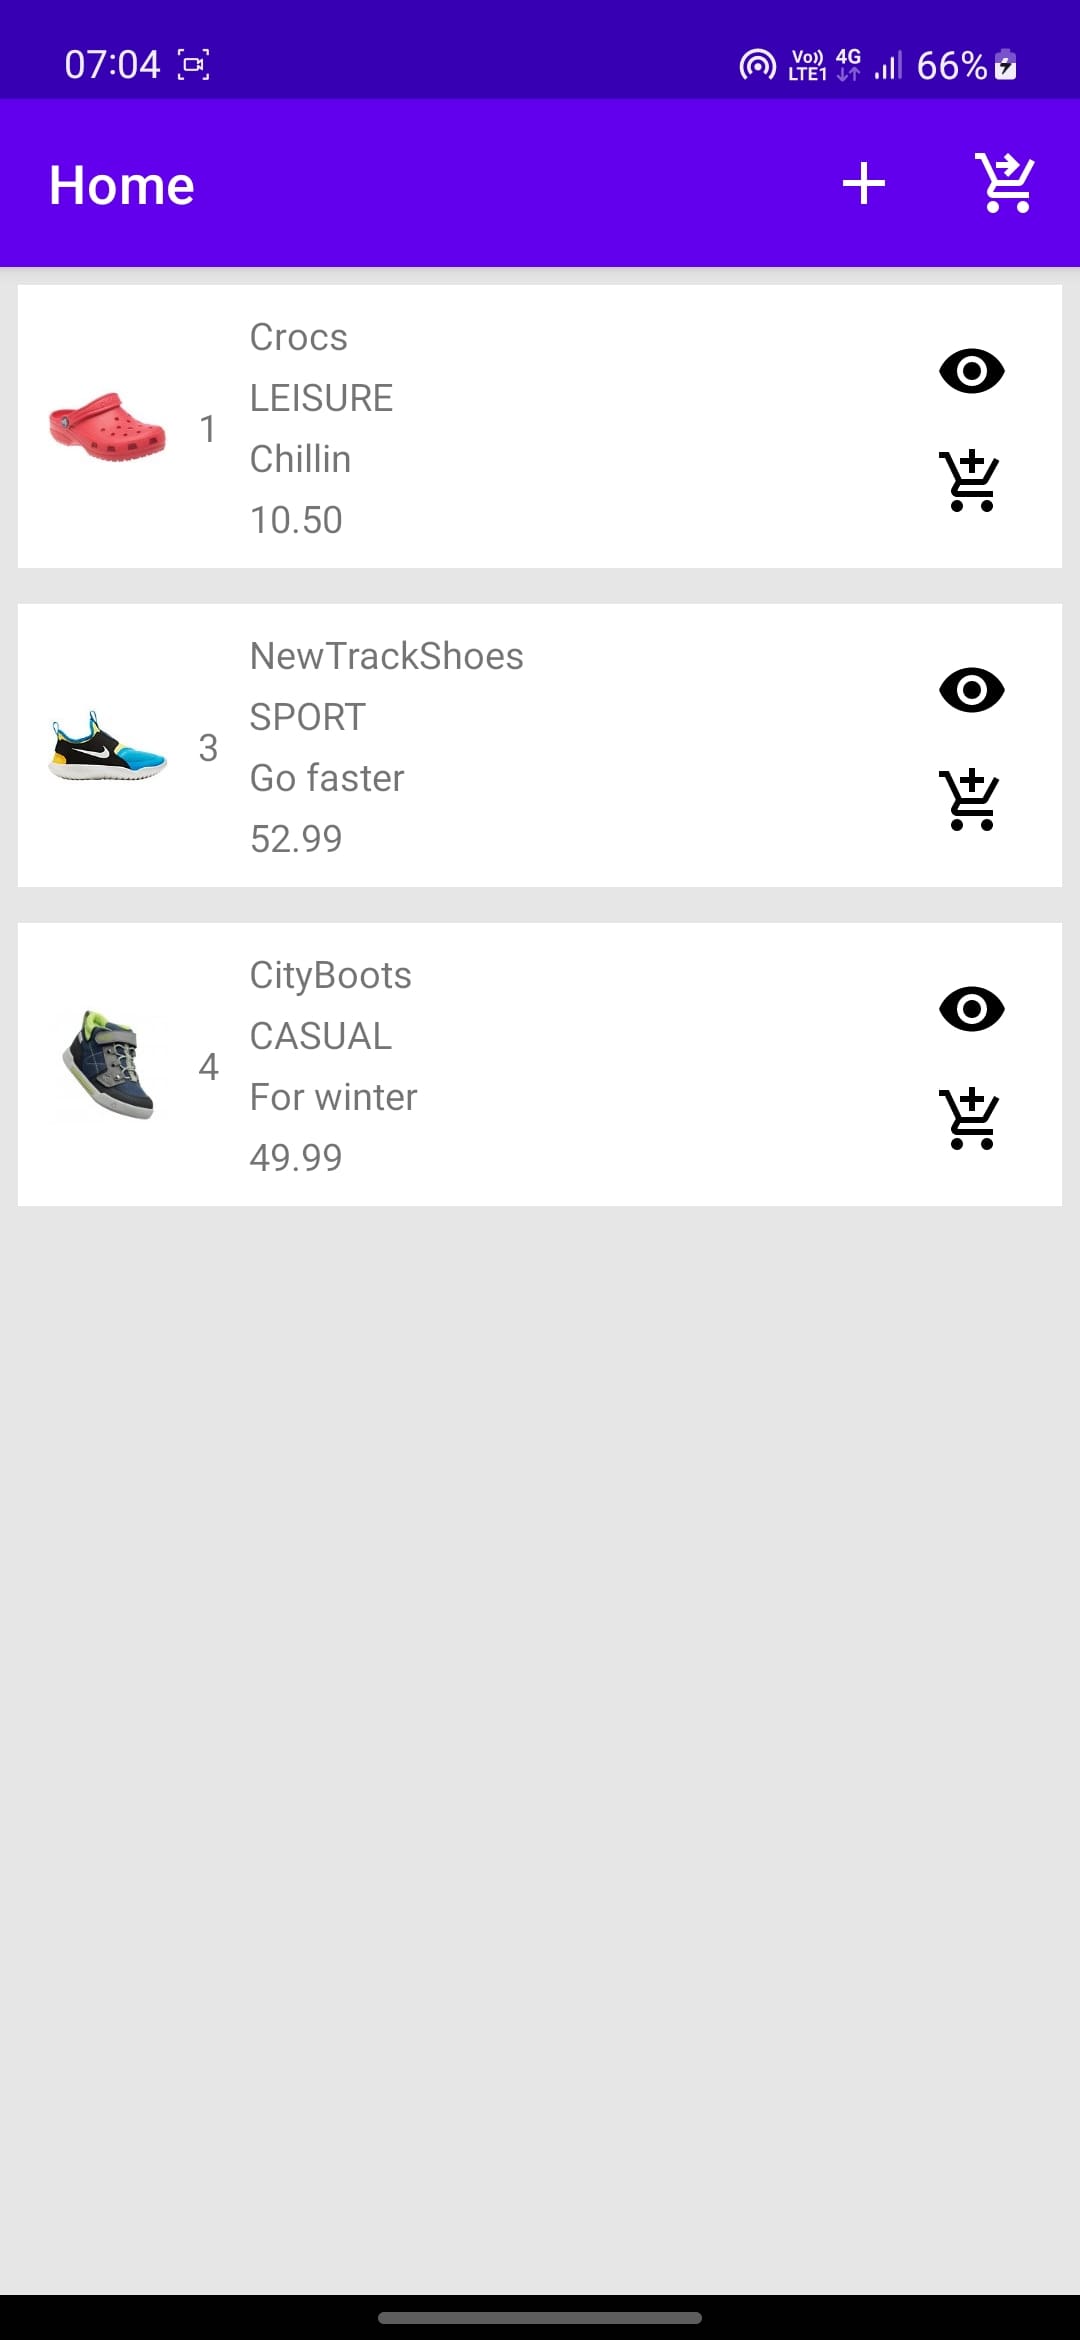 07:04 Vo)) LTE1 4G 66%
Home
1
Crocs
LEISURE
Chillin
10.50
3
NewTrackShoes
SPORT
Go faster
52.99
4
CityBoots
CASUAL
For winter
49.99